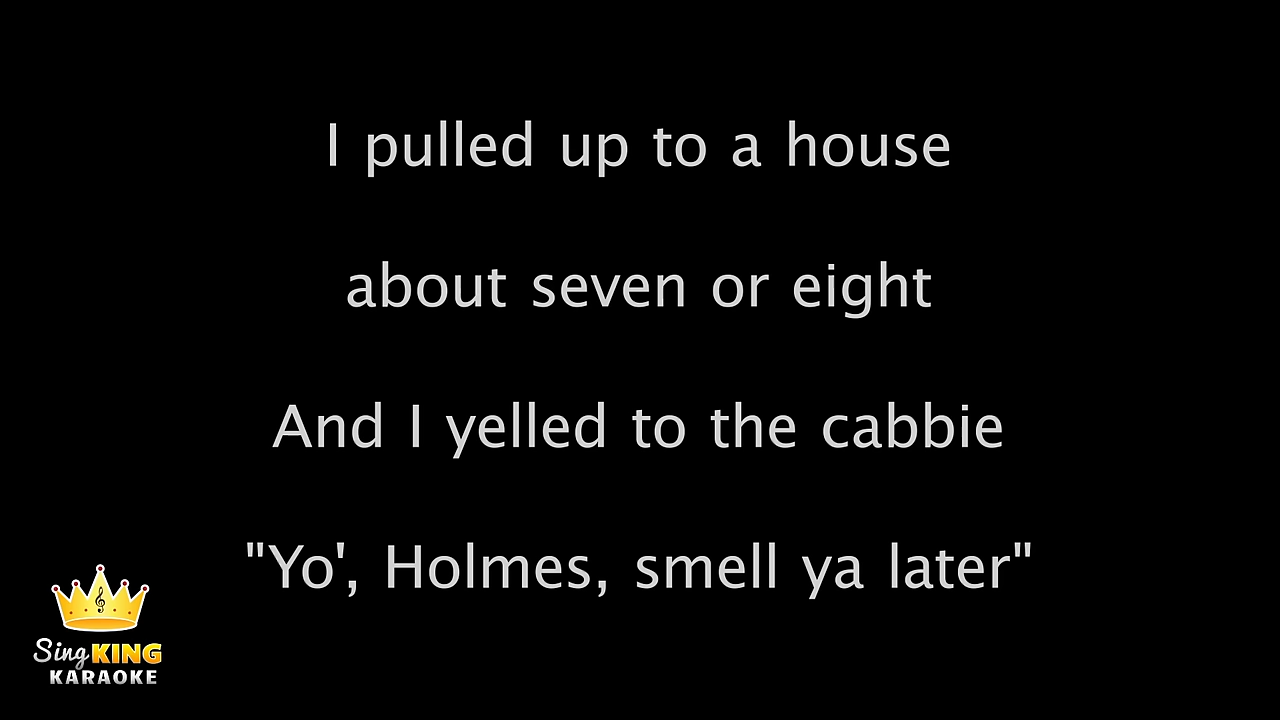 I pulled up to a house
about seven or eight
And I yelled to the cabbie
"Yo', Holmes, smell ya later"
Sing KING
KARAOKE